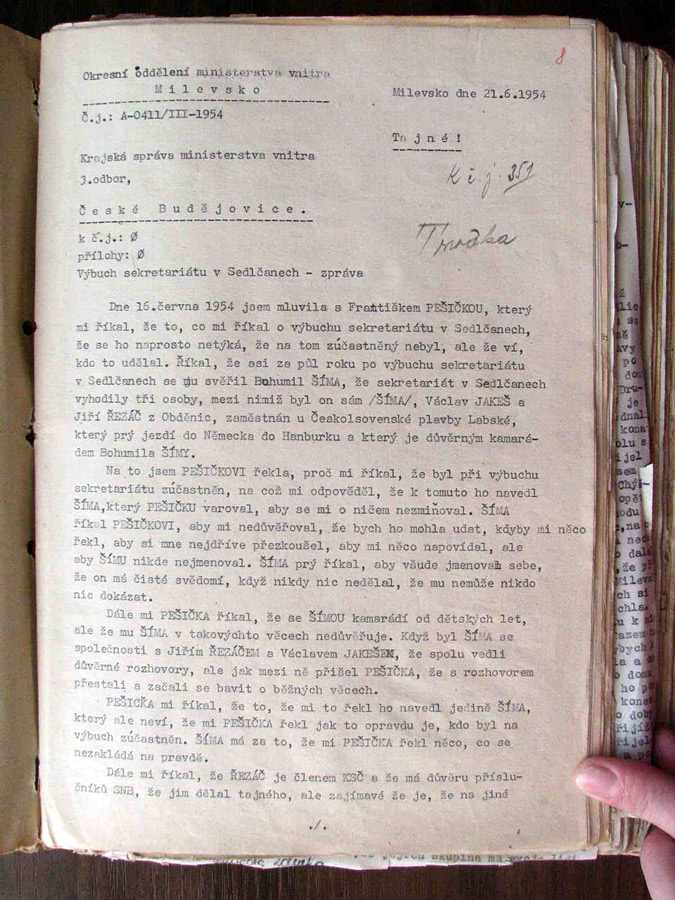 8
Okresní oddělení ministerstva vnitra
Milevsko
Milevsko dne 21.6.1954
Č.j.: A-0411/III-1954
Tajné!
Krajská správa ministerstva vnitra
3.odbor,
K č.j. 351
České Budějovice.
k č.j.: Ø
přílohy: Ø
Výbuch sekretariátu v Sedlčanech - zpráva
Dne 16.června 1954 jsem mluvila s Františkem PEŠIČKOU, který
mi říkal, že to, co mi říkal o výbuchu sekretariátu v Sedlčanech,
že se ho naprosto netýká, že na tom zúčastněný nebyl, ale že ví,
kdo to udělal. Říkal, že asi za půl roku po výbuchu sekretariátu
v Sedlčanech se mu svěřil Bohumil ŠÍMA, že sekretariát v Sedlčanech
vyhodily tři osoby, mezi nimiž byl on sám /ŠÍMA/, Václav JAKEŠ a
Jiří ŘEZÁČ z Obděnic, zaměstnán u Českolsovenské plavby Labské,
který prý jezdí do Německa do Hanburku a který je důvěrným kamará-
dem Bohumila ŠÍMY.
Na to jsem PEŠIČKOVI řekla, proč mi říkal, že byl při výbuchu
sekretariátu zúčastněn, na což mi odpověděl, že k tomuto ho navedl
ŠÍMA,který PEŠIČKU varoval, aby se mi o ničem nezmiňoval. ŠÍMA
říkal PEŠIČKOVI, aby mi nedůvěřoval, že bych ho mohla udat, kdyby mi něco
řekl, aby si mne nejdříve přezkoušel, aby mi něco napovídal, ale
aby ŠÍMU nikde nejmenoval. ŠÍMA prý říkal, aby všude jmenoval sebe,
že on má čisté svědomí, když nikdy nic nedělal, že mu nemůže nikdo
nic dokázat.
Dále mi PEŠIČKA říkal, že se ŠÍMOU kamarádí od dětských let,
ale že mu ŠÍMA v takovýchto věcech nedůvěřuje. Když byl ŠÍMA se
společnosti s Jiřím ŘEZÁČEM a Václavem JAKEŠEM, že spolu vedli
důvěrné rozhovory, ale jak mezi ně přišel PEŠIČKA, že s rozhovorem
přestali a začali se bavit o běžných věcech.
PEŠIČKA mi říkal, že to, že mi to řekl ho navedl jedině ŠÍMA,
který ale neví, že mi PEŠIČKA řekl jak to opravdu je, kdo byl na
výbuch zúčastněn. ŠÍMA má za to, že mi PEŠIČKA řekl něco, co se
nezakládá na pravdě.
Dále mi říkal, že ŘEZÁČ je členem KSČ a že má důvěru příslu-
čníků SNB, že jim dělal tajného, ale zajímavé že je, že na jiné
./.